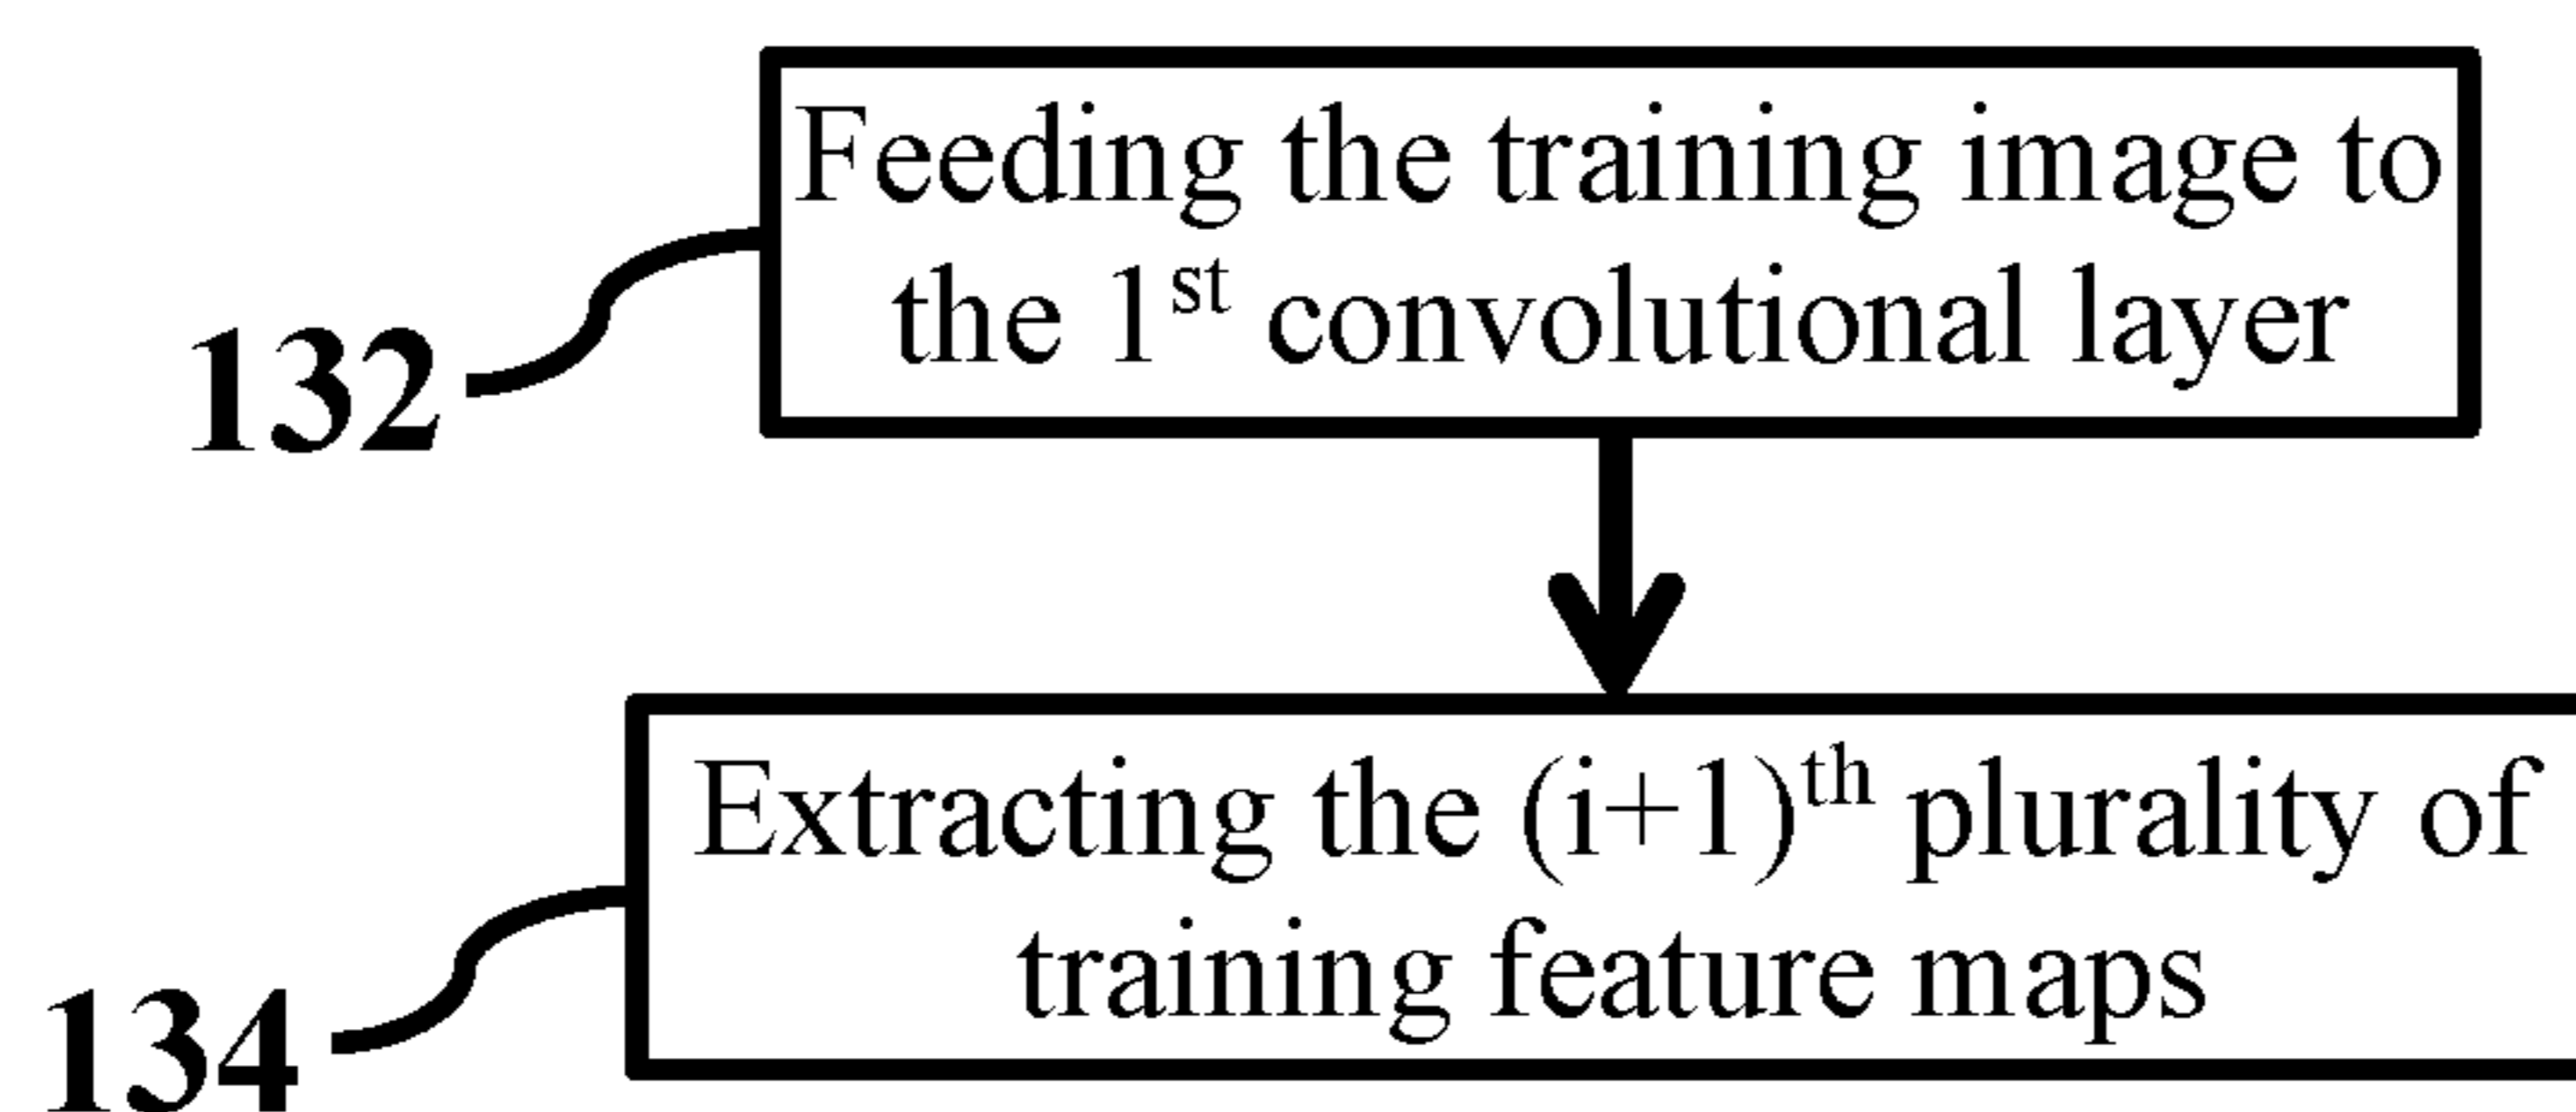 Feeding the training image to
the 1st convolutional layer
132
Extracting the (i+1)th plurality of
training feature maps
134